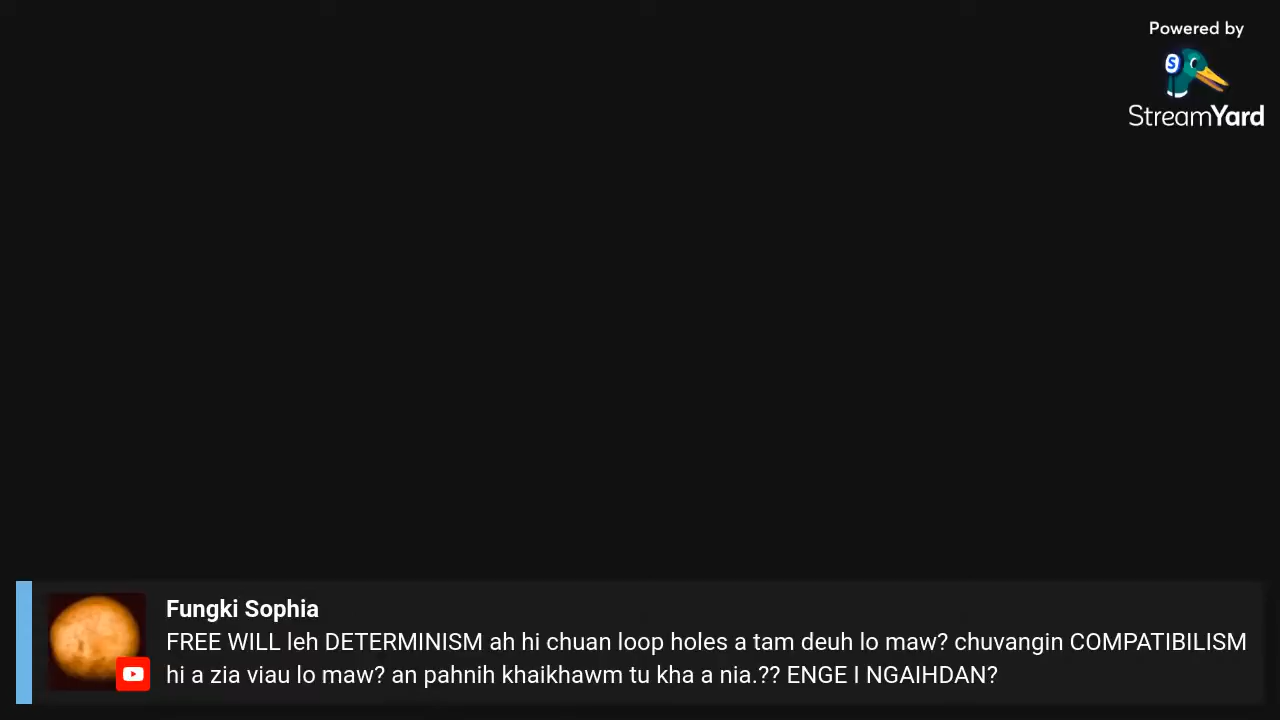 Powered by
S
StreamYard
Fungki Sophia
FREE WILL leh DETERMINISM ah hi chuan loop holes a tam deuh lo maw? chuvangin COMPATIBILISM
hi a zia viau lo maw? an pahnih khaikhawm tu kha a nia.?? ENGE I NGAIHDAN?